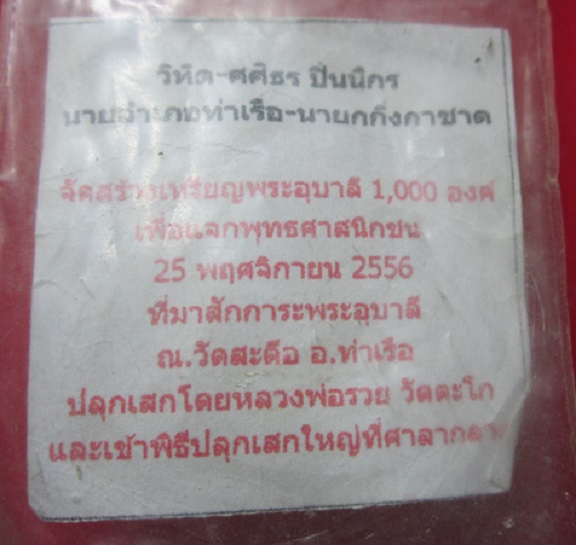 วิทิต-ศศิธร ปิ่นนิกร
นายอำเภอท่าเรือ-นายกกิ่งกาชาด
จัดสร้างเหรียญพระอุบาลี 1,000 องค์
เพื่อแจกพุทธศาสนิกชน
25 พฤศจิกายน 2556
ที่มาสักการะพระอุบาลี
ณ.วัดสะตือ อ.ท่าเรือ
ปลุกเสกโดยหลวงพ่อรวย วัดตะโก
และเข้าพิธีปลุกเสกใหญ่ที่ศาลากลาง